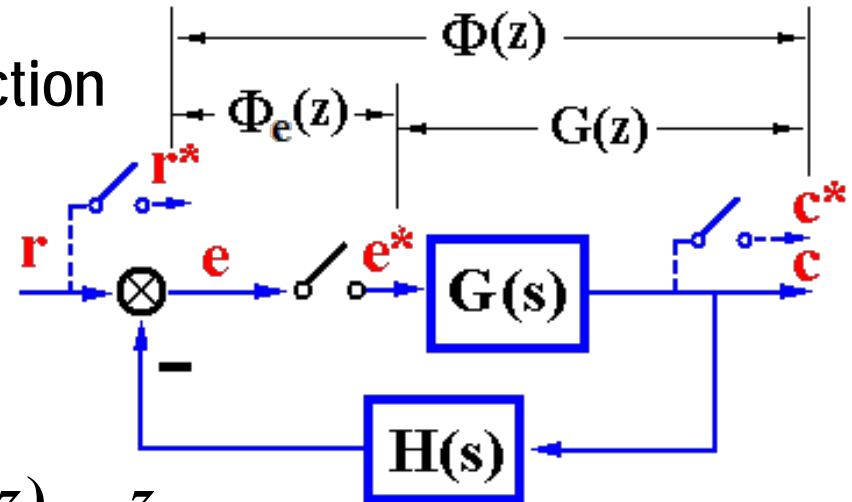 Φ(z)
ction
Φe(z)
G(z)
r*
c*
r
e
e*
G(s)
c
−
H(s)
z) z